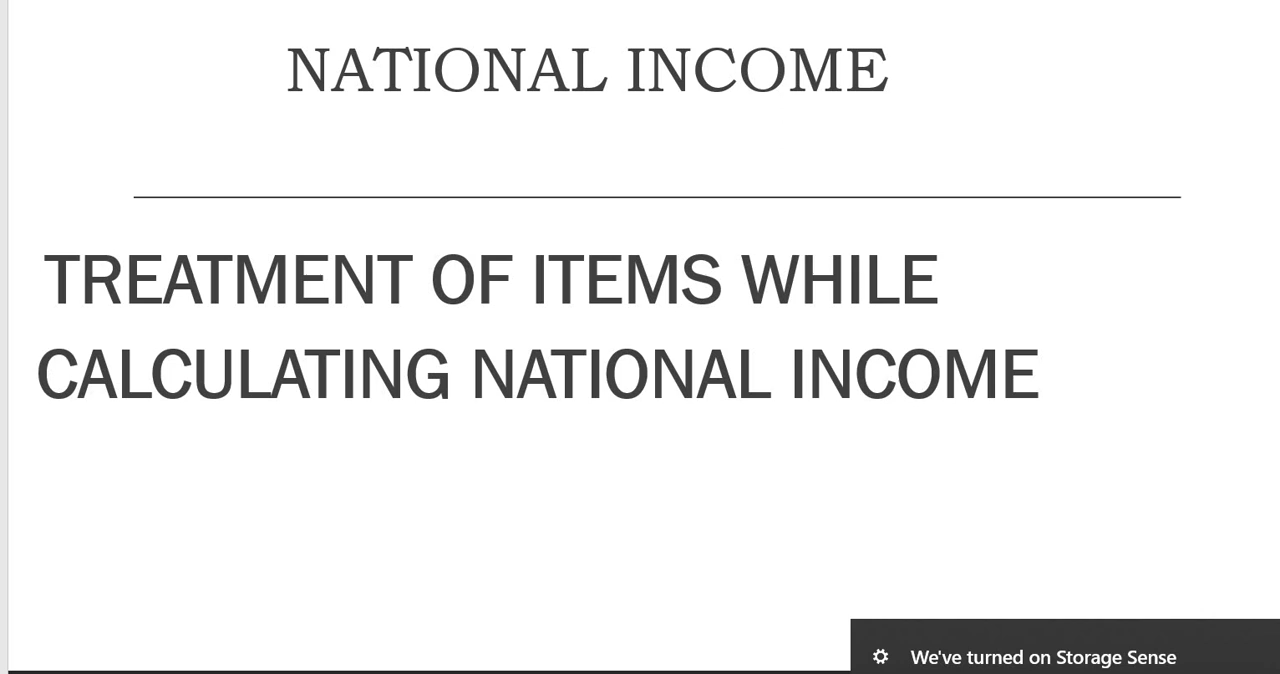 NATIONAL INCOME
TREATMENT OF ITEMS WHILE
CALCULATING NATIONAL INCOME
We've turned on Storage Sense